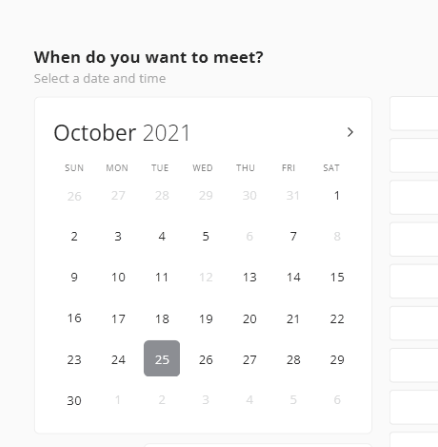 When do you want to meet?
Select a date and time
October 2021
SUN MON TUE WED THU FRI SAT
26 27 28 29 30 31 1
2 3 4 5 6 7 8
9 10 11 12 13 14 15
16 17 18 19 20 21 22
23 24 25 26 27 28 29
30 1 2 3 4 5 6